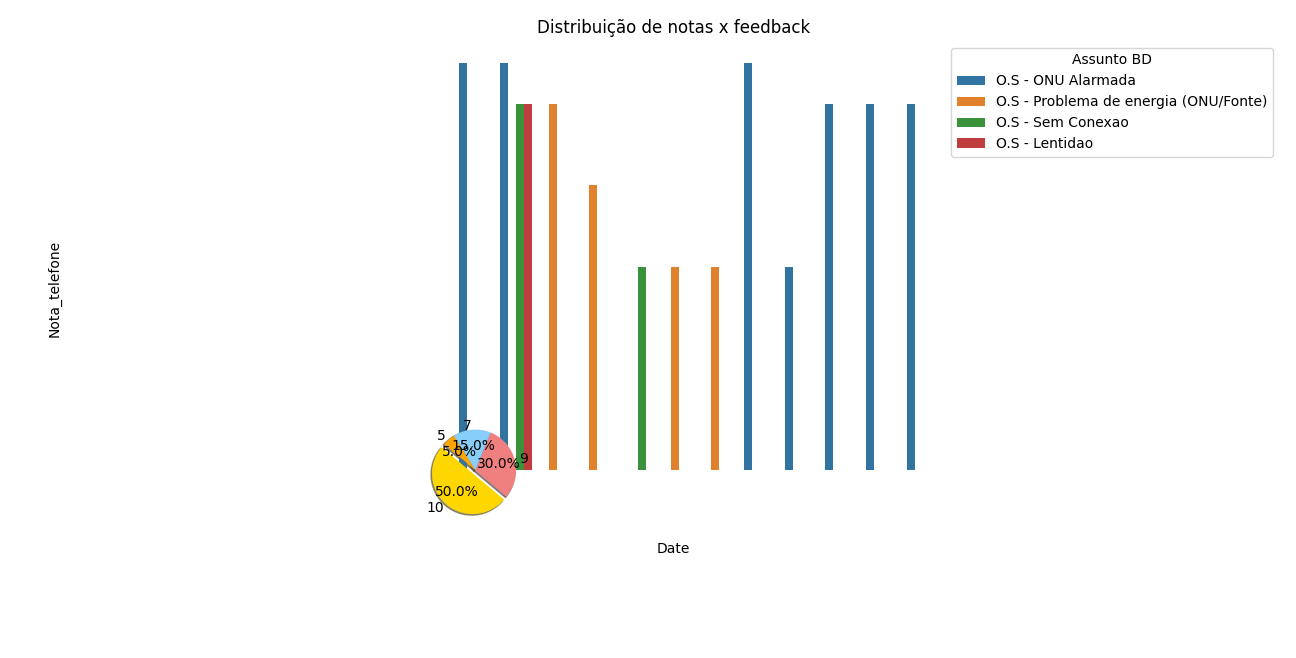 Distribuição de notas x feedback
Assunto BD
O.S - ONU Alarmada
O.S - Problema de energia (ONU/Fonte)
O.S - Sem Conexao
O.S - Lentidao
Nota_telefone
7
5
15.0%
5.0%
9
30.0%
50.0%
10
Date